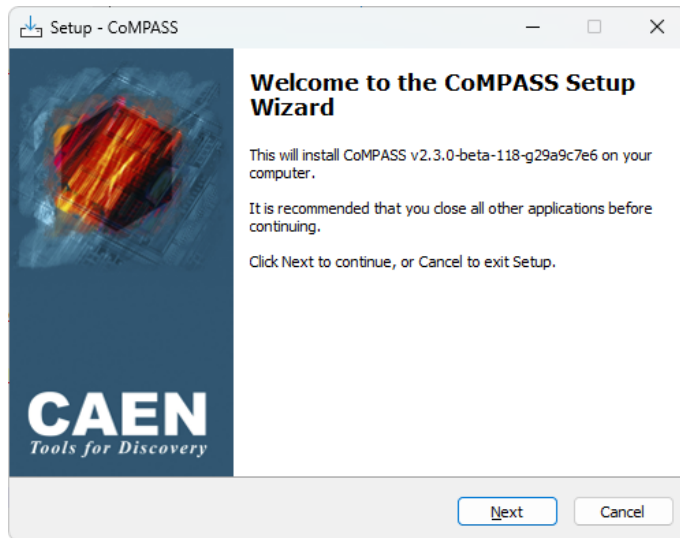 Setup - CoMPASS
Welcome to the CoMPASS Setup
Wizard
This will install CoMPASS v2.3.0-beta-118-g29a9c7e6 on your
computer.
It is recommended that you close all other applications before
continuing.
Click Next to continue, or Cancel to exit Setup.
CAEN
Tools for Discovery
Next
Cancel